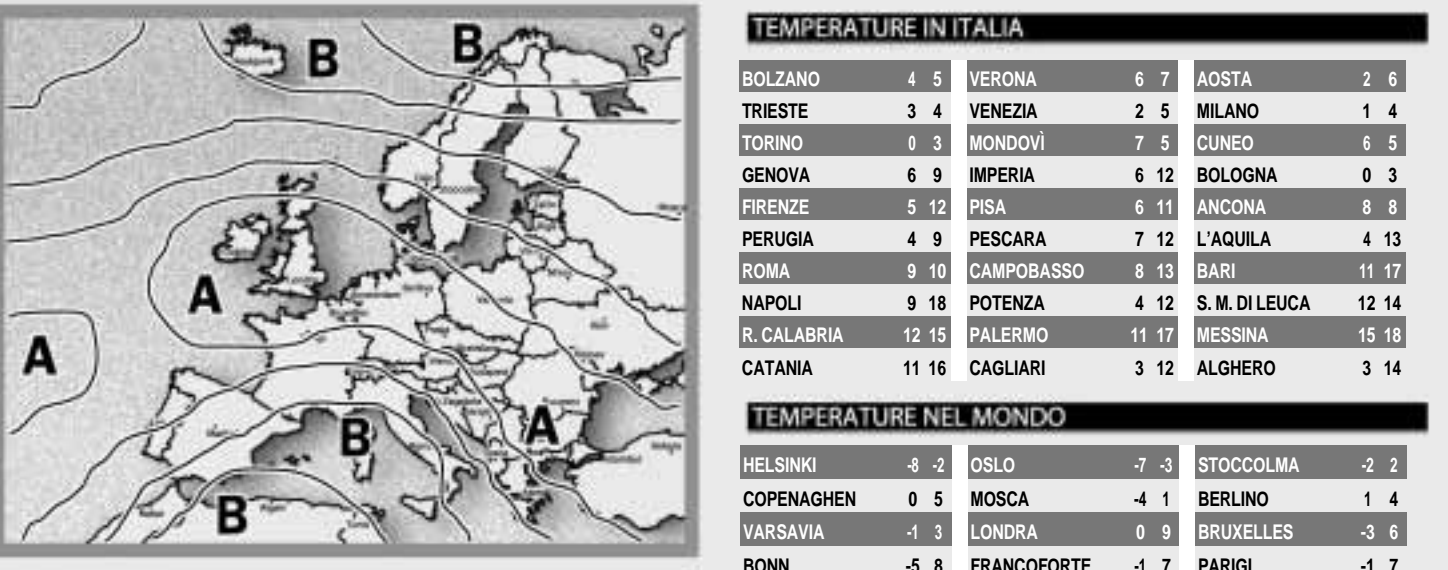 B
B
A
A
B
A
B
TEMPERATURE IN ITALIA
BOLZANO 4 5 VERONA 6 7 AOSTA 2 6
TRIESTE 3 4 VENEZIA 2 5 MILANO 1 4
TORINO 0 3 MONDOVÌ 7 5 CUNEO 6 5
GENOVA 6 9 IMPERIA 6 12 BOLOGNA 0 3
FIRENZE 5 12 PISA 6 11 ANCONA 8 8
PERUGIA 4 9 PESCARA 7 12 L'AQUILA 4 13
ROMA 9 10 CAMPOBASSO 8 13 BARI 11 17
NAPOLI 9 18 POTENZA 4 12 S. M. DI LEUCA 12 14
R. CALABRIA 12 15 PALERMO 11 17 MESSINA 15 18
CATANIA 11 16 CAGLIARI 3 12 ALGHERO 3 14
TEMPERATURE NEL MONDO
HELSINKI -8 -2 OSLO -7 -3 STOCCOLMA -2 2
COPENAGHEN 0 5 MOSCA -4 1 BERLINO 1 4
VARSAVIA -1 3 LONDRA 0 9 BRUXELLES -3 6
BONN -5 8 FRANCOFORTE -1 7 PARIGI -1 7